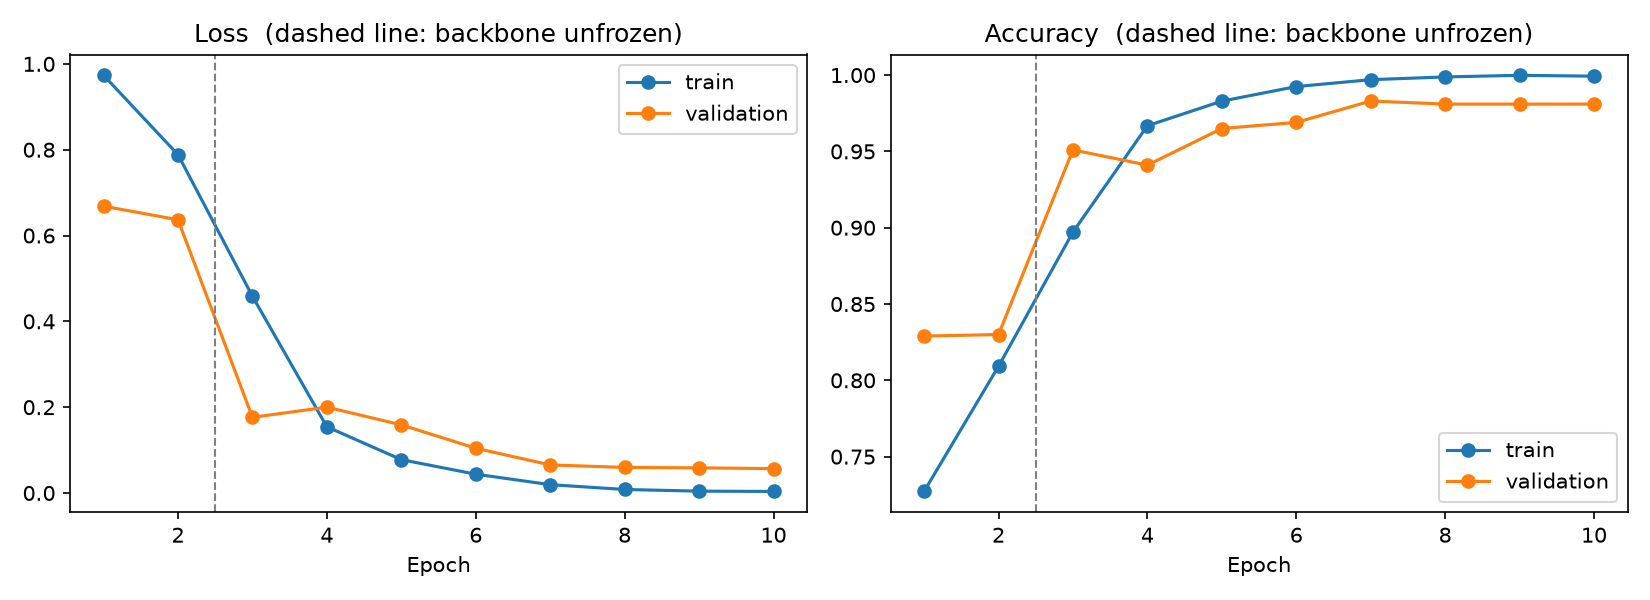 Loss  (dashed line: backbone unfrozen)
1.0
0.8
0.6
0.4
0.2
0.0
train
validation
2
4
6
8
10
Epoch
Accuracy  (dashed line: backbone unfrozen)
1.00
0.95
0.90
0.85
0.80
0.75
train
validation
2
4
6
8
10
Epoch